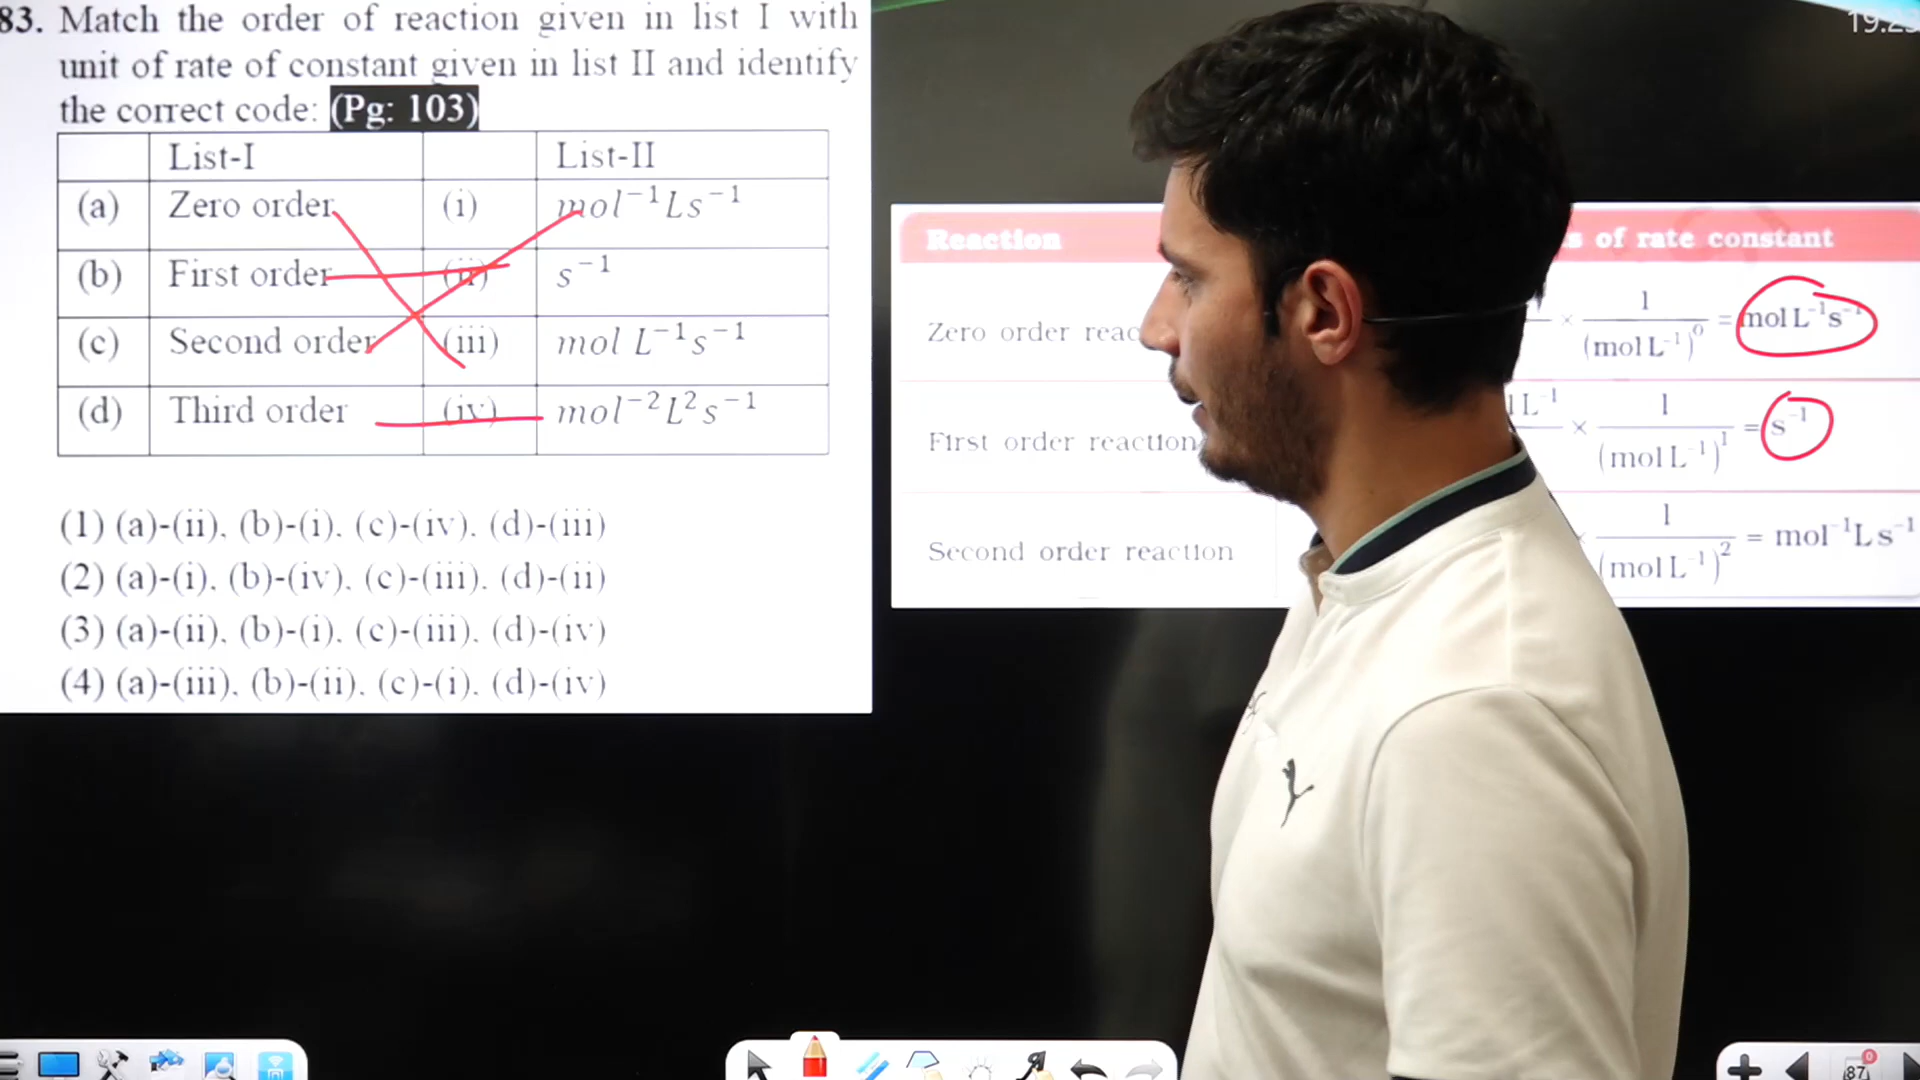 83. Match the order of reaction given in list I with
unit of rate of constant given in list II and identify
the correct code: (Pg: 103)
List-I List-II
(a) Zero order (i) mol⁻¹Ls⁻¹
(b) First order (ii) s⁻¹
(c) Second order (iii) mol L⁻¹s⁻¹
(d) Third order (iv) mol⁻²L²s⁻¹
(1) (a)-(ii), (b)-(i), (c)-(iv), (d)-(iii)
(2) (a)-(i), (b)-(iv), (c)-(iii), (d)-(ii)
(3) (a)-(ii), (b)-(i), (c)-(iii), (d)-(iv)
(4) (a)-(iii), (b)-(ii), (c)-(i), (d)-(iv)
Reaction s of rate constant
Zero order reac × 1/(mol L⁻¹)⁰ = mol L⁻¹s⁻¹
First order reaction L⁻¹ × 1/(mol L⁻¹)¹ = s⁻¹
Second order reaction × 1/(mol L⁻¹)² = mol⁻¹L s⁻¹
87
0